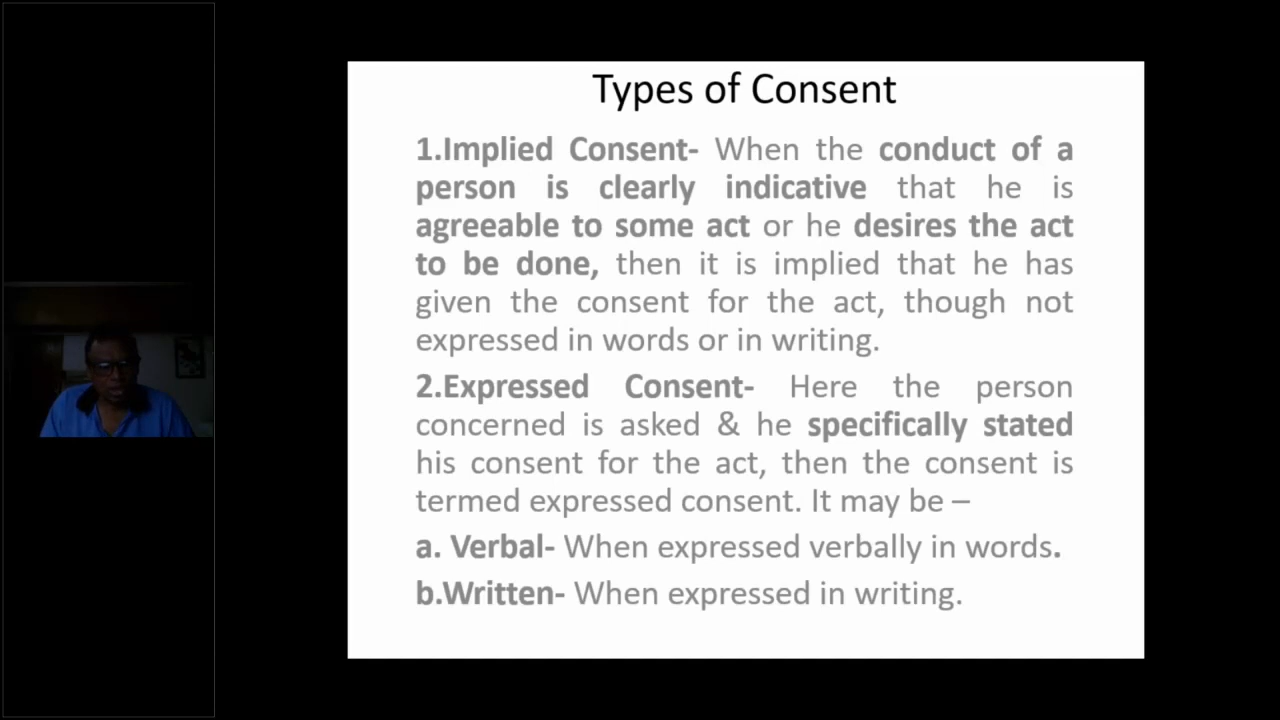 Types of Consent
1.Implied Consent- When the conduct of a
person is clearly indicative that he is
agreeable to some act or he desires the act
to be done, then it is implied that he has
given the consent for the act, though not
expressed in words or in writing.
2.Expressed Consent- Here the person
concerned is asked & he specifically stated
his consent for the act, then the consent is
termed expressed consent. It may be –
a. Verbal- When expressed verbally in words.
b.Written- When expressed in writing.